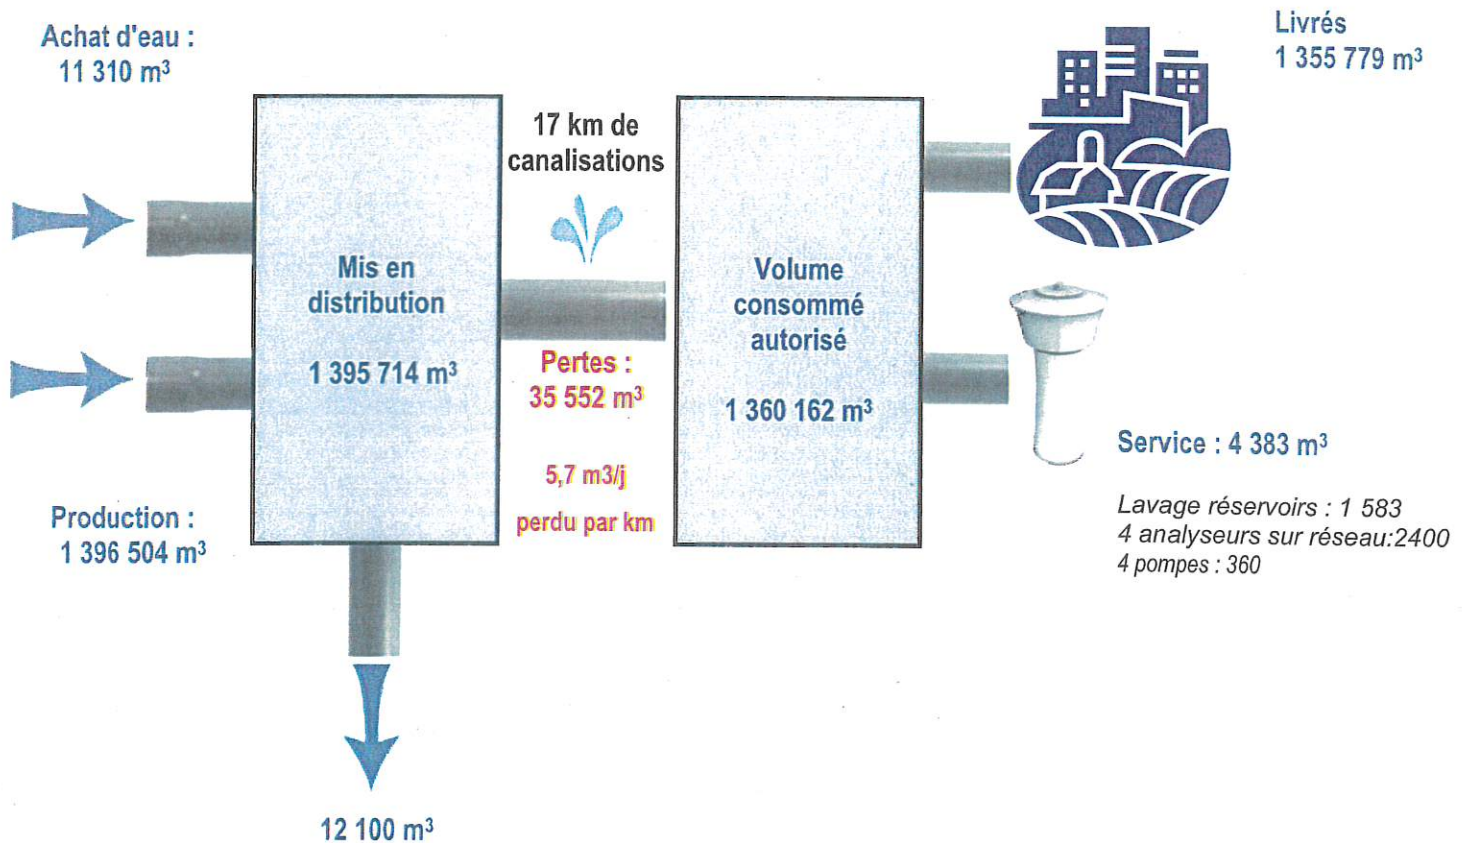 Achat d'eau :
11 310 m³
Livrés
1 355 779 m³
17 km de
canalisations
Mis en
distribution
1 395 714 m³
Volume
consommé
autorisé
1 360 162 m³
Pertes :
35 552 m³
5,7 m3/j
perdu par km
Production :
1 396 504 m³
Service : 4 383 m³
Lavage réservoirs : 1 583
4 analyseurs sur réseau:2400
4 pompes : 360
12 100 m³